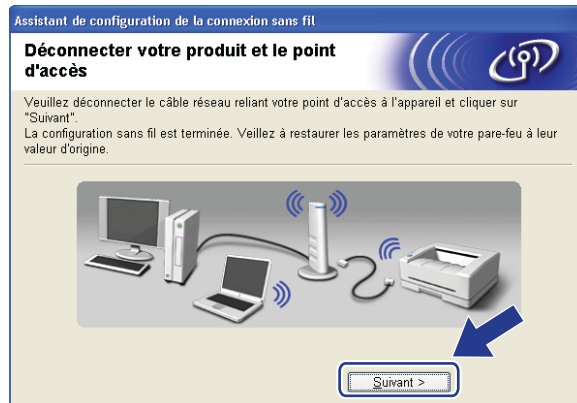 Assistant de configuration de la connexion sans fil
Déconnecter votre produit et le point
d'accès
Veuillez déconnecter le câble réseau reliant votre point d'accès à l'appareil et cliquer sur
"Suivant".
La configuration sans fil est terminée. Veillez à restaurer les paramètres de votre pare-feu à leur
valeur d'origine.
Suivant >